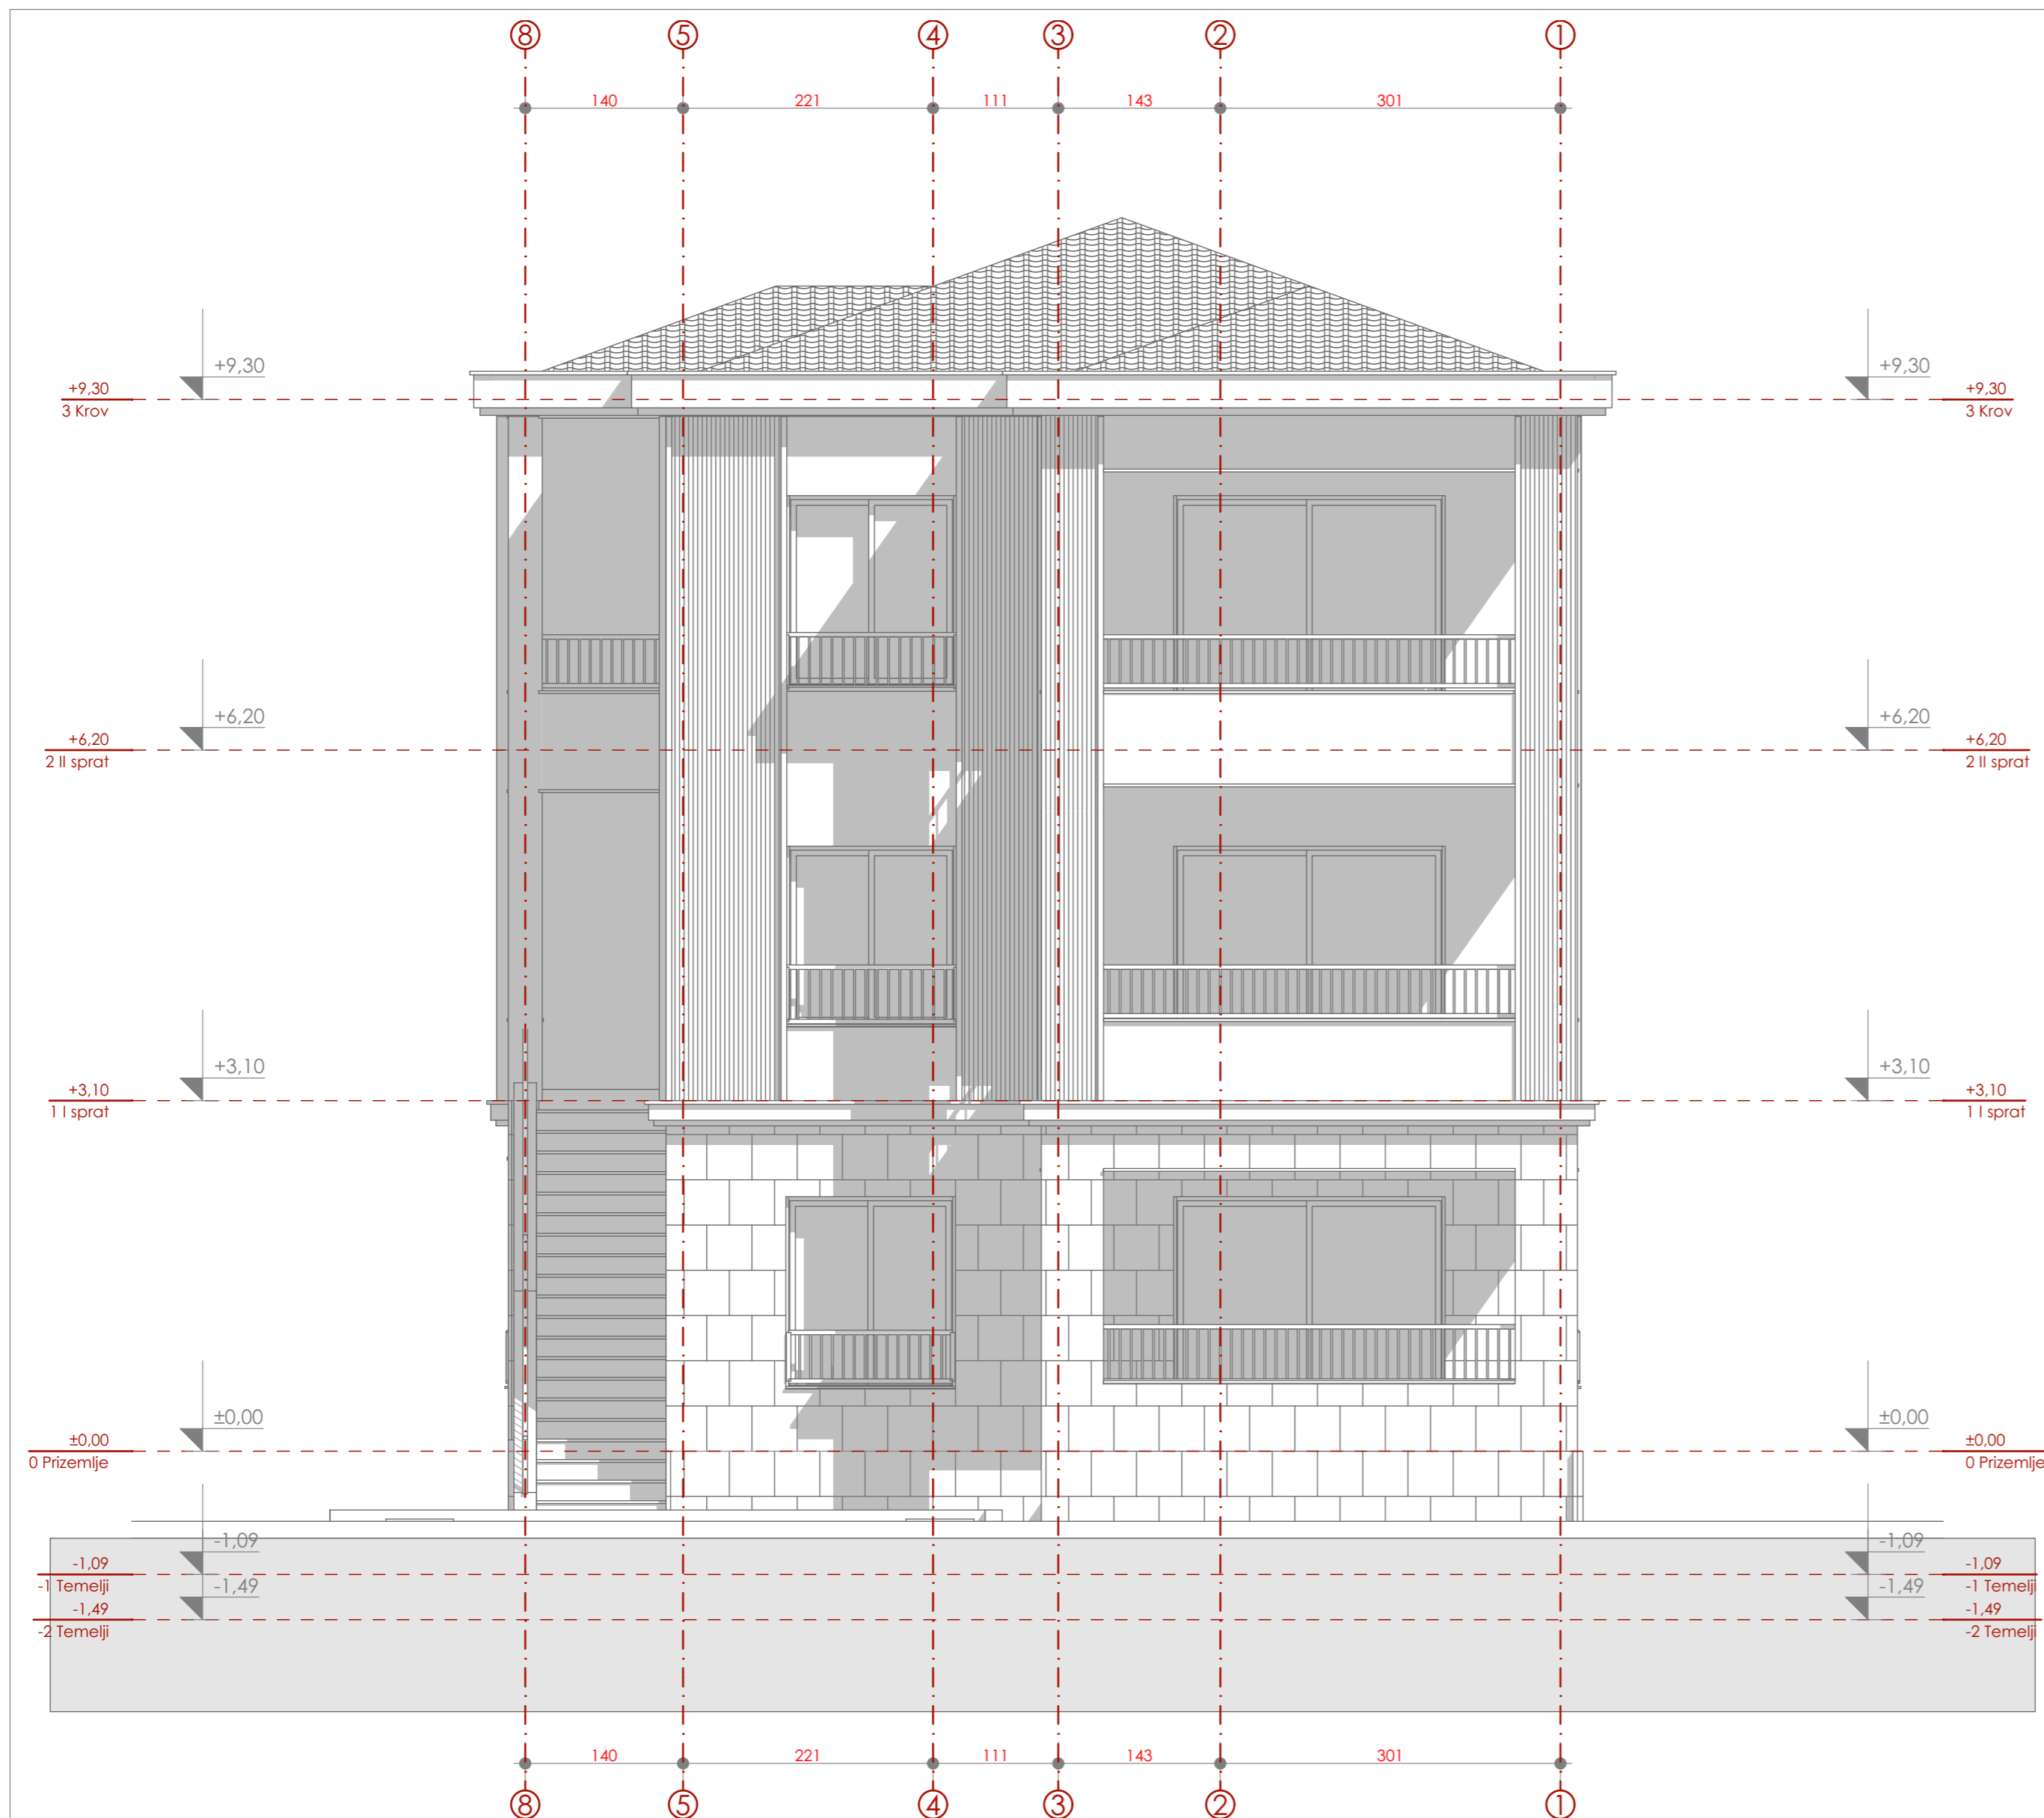 8 5 4 3 2 1
140 221 111 143 301
+9,30 +9,30
+9,30 +9,30
3 Krov 3 Krov
+6,20 +6,20
+6,20 +6,20
2 II sprat 2 II sprat
+3,10 +3,10
+3,10 +3,10
1 I sprat 1 I sprat
±0,00 ±0,00
±0,00 ±0,00
0 Prizemlje 0 Prizemlje
-1,09 -1,09
-1,09 -1,09
-1 Temelji -1 Temelji
-1,49 -1,49
-1,49 -1,49
-2 Temelji -2 Temelji
140 221 111 143 301
8 5 4 3 2 1